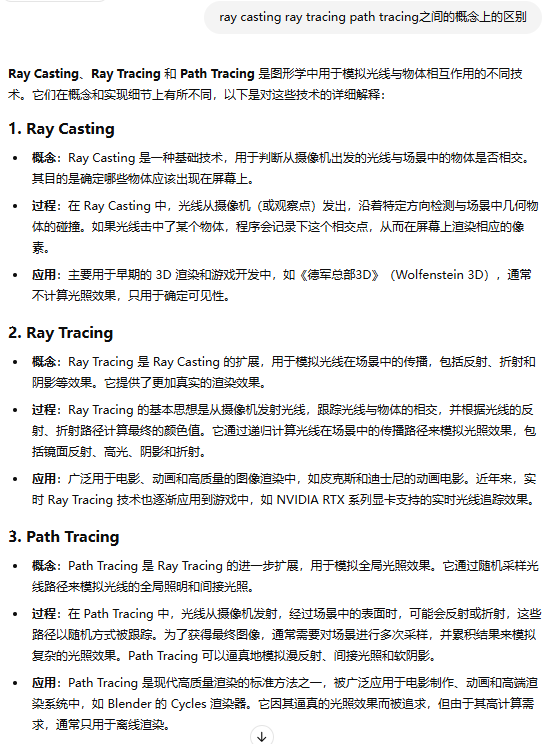 ray casting ray tracing path tracing之间的概念上的区别
Ray Casting、Ray Tracing 和 Path Tracing 是图形学中用于模拟光线与物体相互作用的不同技
术。它们在概念和实现细节上有所不同，以下是对这些技术的详细解释：
1. Ray Casting
• 概念：Ray Casting 是一种基础技术，用于判断从摄像机出发的光线与场景中的物体是否相交。
其目的是确定哪些物体应该出现在屏幕上。
• 过程：在 Ray Casting 中，光线从摄像机（或观察点）发出，沿着特定方向检测与场景中几何物
体的碰撞。如果光线击中了某个物体，程序会记录下这个相交点，从而在屏幕上渲染相应的像
素。
• 应用：主要用于早期的 3D 渲染和游戏开发中，如《德军总部3D》（Wolfenstein 3D），通常
不计算光照效果，只用于确定可见性。
2. Ray Tracing
• 概念：Ray Tracing 是 Ray Casting 的扩展，用于模拟光线在场景中的传播，包括反射、折射和
阴影等效果。它提供了更加真实的渲染效果。
• 过程：Ray Tracing 的基本思想是从摄像机发射光线，跟踪光线与物体的相交，并根据光线的反
射、折射路径计算最终的颜色值。它通过递归计算光线在场景中的传播路径来模拟光照效果，包
括镜面反射、高光、阴影和折射。
• 应用：广泛用于电影、动画和高质量的图像渲染中，如皮克斯和迪士尼的动画电影。近年来，实
时 Ray Tracing 技术也逐渐应用到游戏中，如 NVIDIA RTX 系列显卡支持的实时光线追踪效果。
3. Path Tracing
• 概念：Path Tracing 是 Ray Tracing 的进一步扩展，用于模拟全局光照效果。它通过随机采样光
线路径来模拟光线的全局照明和间接光照。
• 过程：在 Path Tracing 中，光线从摄像机发射，经过场景中的表面时，可能会反射或折射，这些
路径以随机方式被跟踪。为了获得最终图像，通常需要对场景进行多次采样，并累积结果来模拟
复杂的光照效果。Path Tracing 可以逼真地模拟漫反射、间接光照和软阴影。
• 应用：Path Tracing 是现代高质量渲染的标准方法之一，被广泛应用于电影制作、动画和高端渲
染系统中，如 Blender 的 Cycles 渲染器。它因其逼真的光照效果而被追求，但由于其高计算需
求，通常只用于离线渲染。